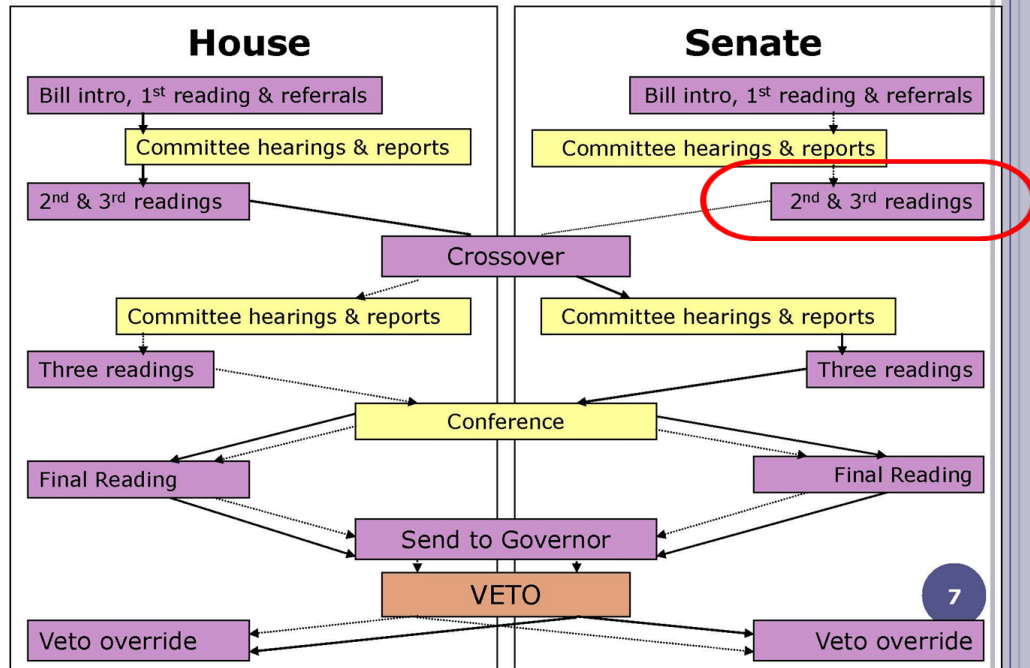 House
Senate
Bill intro, 1st reading & referrals
Bill intro, 1st reading & referrals
Committee hearings & reports
Committee hearings & reports
2nd & 3rd readings
2nd & 3rd readings
Crossover
Committee hearings & reports
Committee hearings & reports
Three readings
Three readings
Conference
Final Reading
Final Reading
Send to Governor
VETO
7
Veto override
Veto override